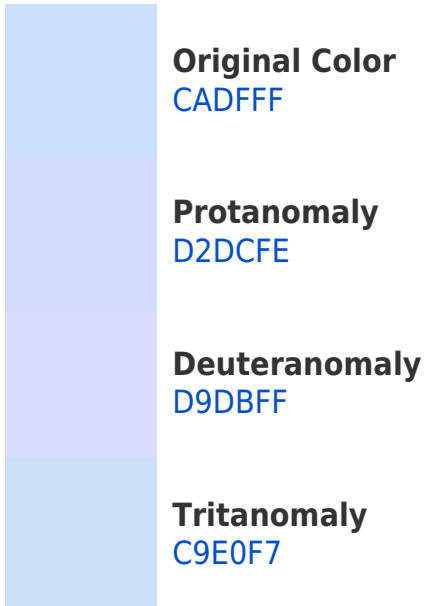 Original Color
CADFFF
Protanomaly
D2DCFE
Deuteranomaly
D9DBFF
Tritanomaly
C9E0F7